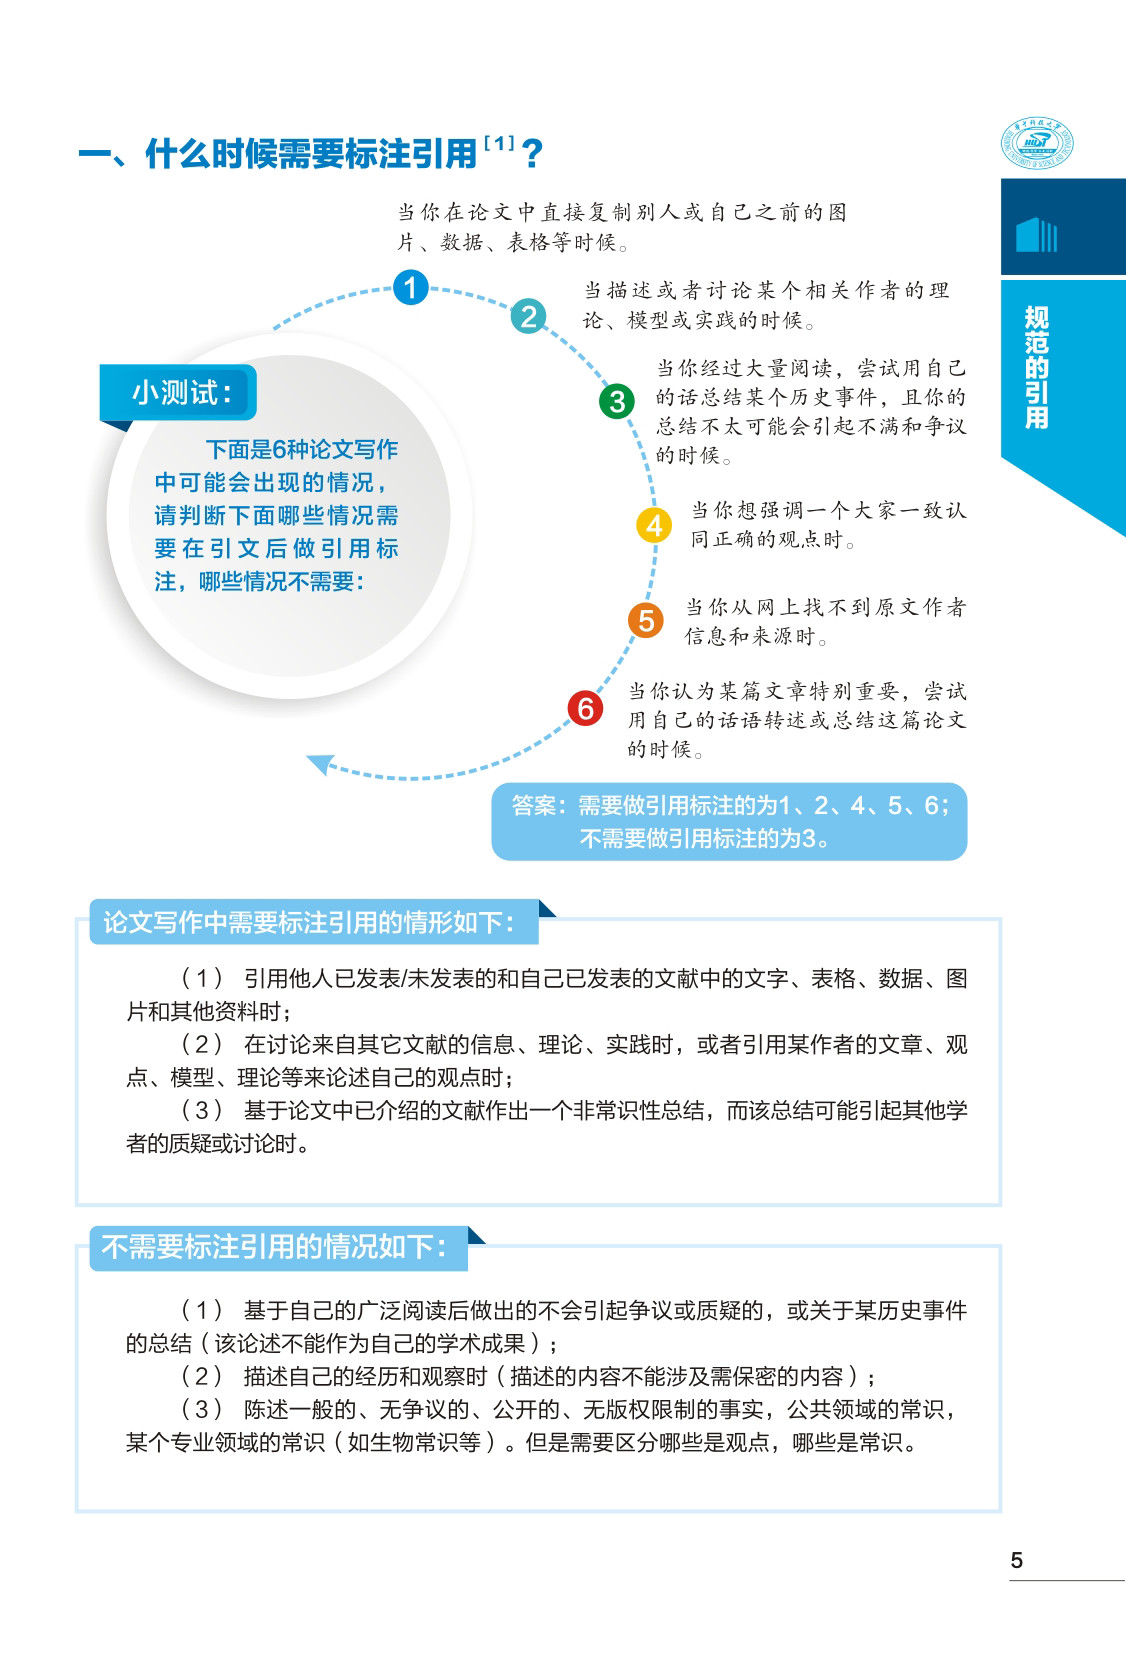 一、什么时候需要标注引用[1]？
当你在论文中直接复制别人或自己之前的图
片、数据、表格等时候。
1
当描述或者讨论某个相关作者的理
论、模型或实践的时候。
2
当你经过大量阅读，尝试用自己
的话总结某个历史事件，且你的
总结不太可能会引起不满和争议
的时候。
3
小测试：
下面是6种论文写作
中可能会出现的情况，
请判断下面哪些情况需
要在引文后做引用标
注，哪些情况不需要：
当你想强调一个大家一致认
同正确的观点时。
4
当你从网上找不到原文作者
信息和来源时。
5
当你认为某篇文章特别重要，尝试
用自己的话语转述或总结这篇论文
的时候。
6
答案：需要做引用标注的为1、2、4、5、6；
不需要做引用标注的为3。
论文写作中需要标注引用的情形如下：
（1） 引用他人已发表/未发表的和自己已发表的文献中的文字、表格、数据、图
片和其他资料时；
（2） 在讨论来自其它文献的信息、理论、实践时，或者引用某作者的文章、观
点、模型、理论等来论述自己的观点时；
（3） 基于论文中已介绍的文献作出一个非常识性总结，而该总结可能引起其他学
者的质疑或讨论时。
不需要标注引用的情况如下：
（1） 基于自己的广泛阅读后做出的不会引起争议或质疑的，或关于某历史事件
的总结（该论述不能作为自己的学术成果）；
（2） 描述自己的经历和观察时（描述的内容不能涉及需保密的内容）；
（3） 陈述一般的、无争议的、公开的、无版权限制的事实，公共领域的常识，
某个专业领域的常识（如生物常识等）。但是需要区分哪些是观点，哪些是常识。
规范的引用
5